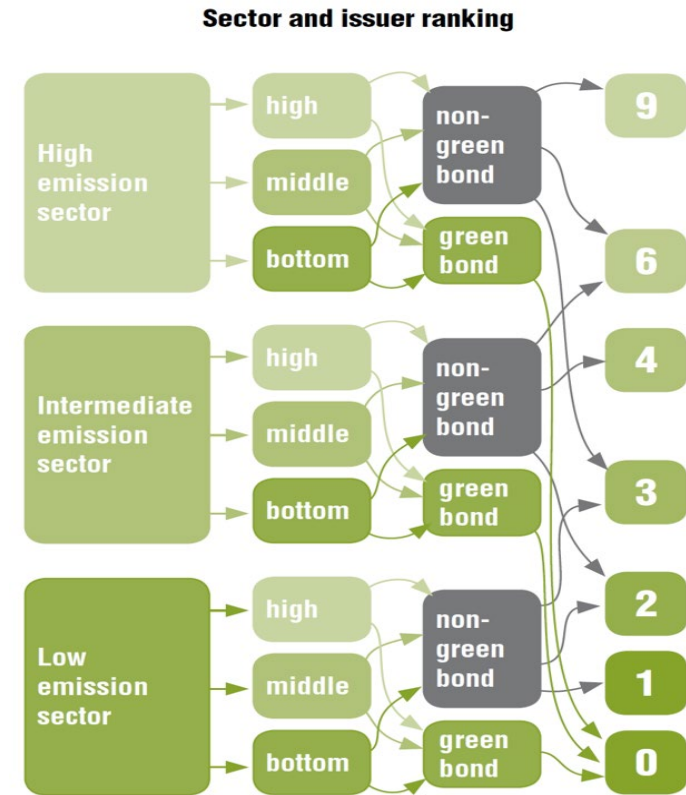 Sector and issuer ranking
High
emission
sector
high
middle
bottom
non-
green
bond
green
bond
9
6
Intermediate
emission
sector
high
middle
bottom
non-
green
bond
green
bond
4
3
Low
emission
sector
high
middle
bottom
non-
green
bond
green
bond
2
1
0